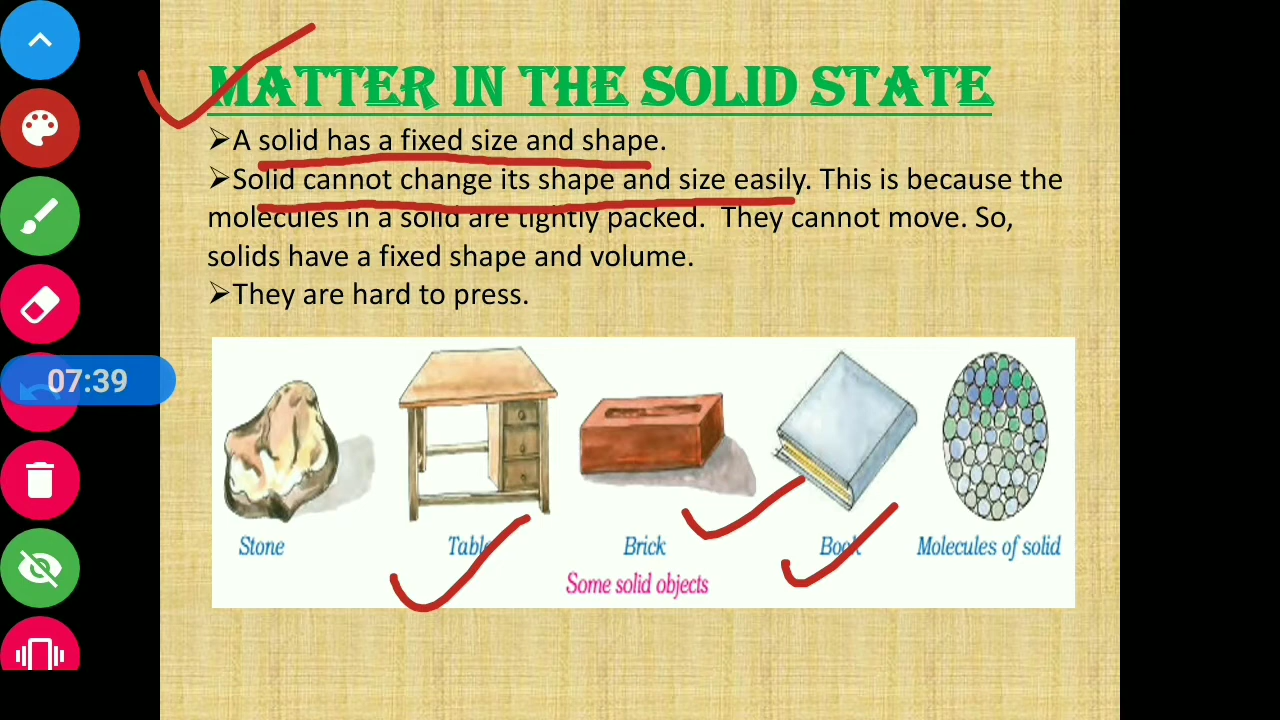 MATTER IN THE SOLID STATE
➢A solid has a fixed size and shape.
➢Solid cannot change its shape and size easily. This is because the
molecules in a solid are tightly packed. They cannot move. So,
solids have a fixed shape and volume.
➢They are hard to press.
07:39
Stone Table Brick Book Molecules of solid
Some solid objects